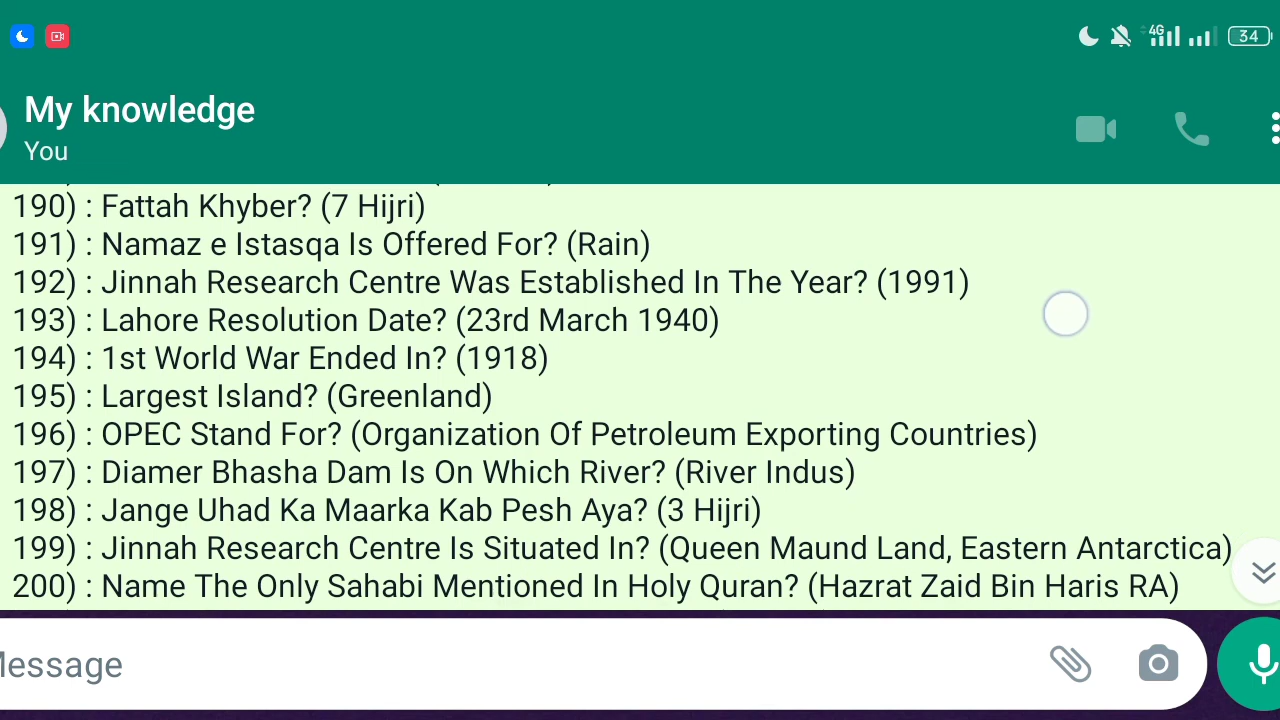 4G
34
My knowledge
You
190) : Fattah Khyber? (7 Hijri)
191) : Namaz e Istasqa Is Offered For? (Rain)
192) : Jinnah Research Centre Was Established In The Year? (1991)
193) : Lahore Resolution Date? (23rd March 1940)
194) : 1st World War Ended In? (1918)
195) : Largest Island? (Greenland)
196) : OPEC Stand For? (Organization Of Petroleum Exporting Countries)
197) : Diamer Bhasha Dam Is On Which River? (River Indus)
198) : Jange Uhad Ka Maarka Kab Pesh Aya? (3 Hijri)
199) : Jinnah Research Centre Is Situated In? (Queen Maund Land, Eastern Antarctica)
200) : Name The Only Sahabi Mentioned In Holy Quran? (Hazrat Zaid Bin Haris RA)
Message